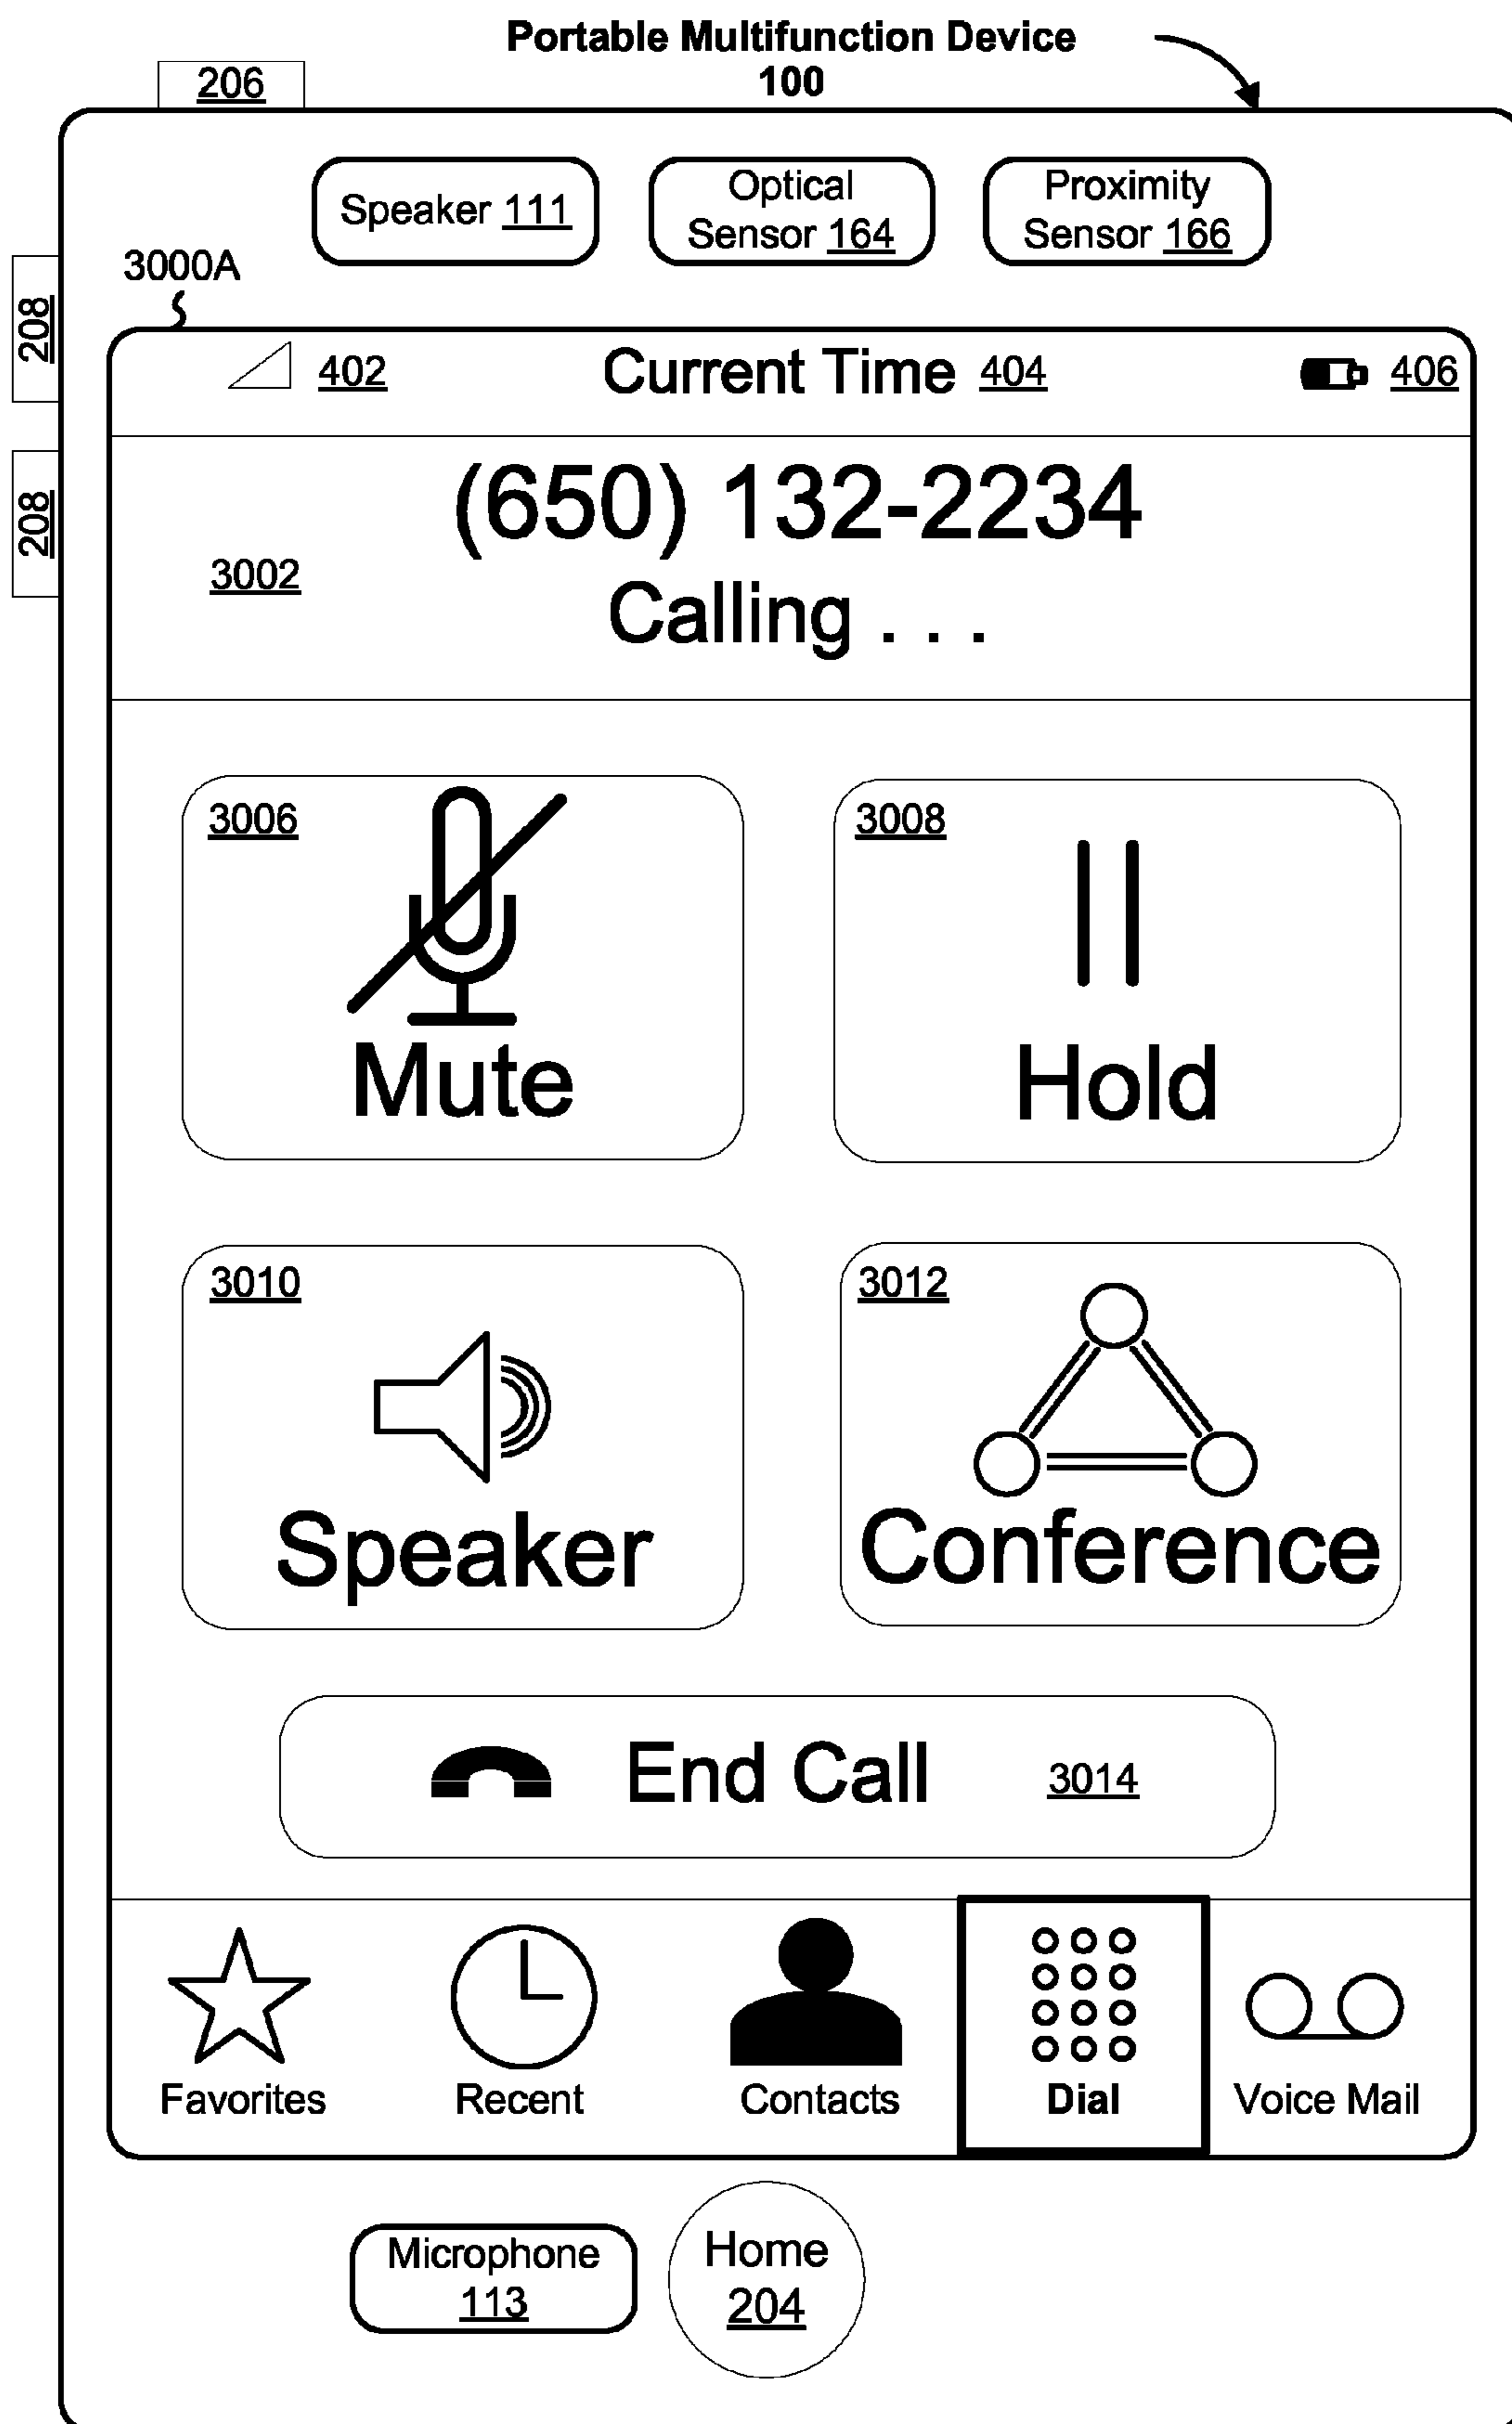 Portable Multifunction Device
100
206
Speaker 111
Optical
Sensor 164
Proximity
Sensor 166
3000A
208
208
402
Current Time 404
406
(650) 132-2234
3002
Calling . . .
3006
Mute
3008
Hold
3010
Speaker
3012
Conference
End Call 3014
Favorites
Recent
Contacts
Dial
Voice Mail
Microphone
113
Home
204